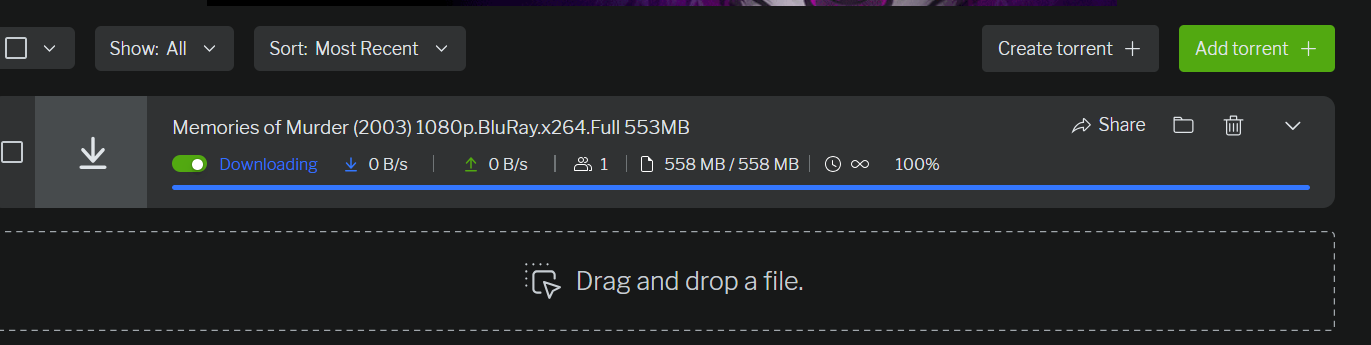 Show: All Sort: Most Recent Create torrent Add torrent
Memories of Murder (2003) 1080p.BluRay.x264.Full 553MB Share
Downloading 0 B/s 0 B/s 1 558 MB / 558 MB ∞ 100%
Drag and drop a file.